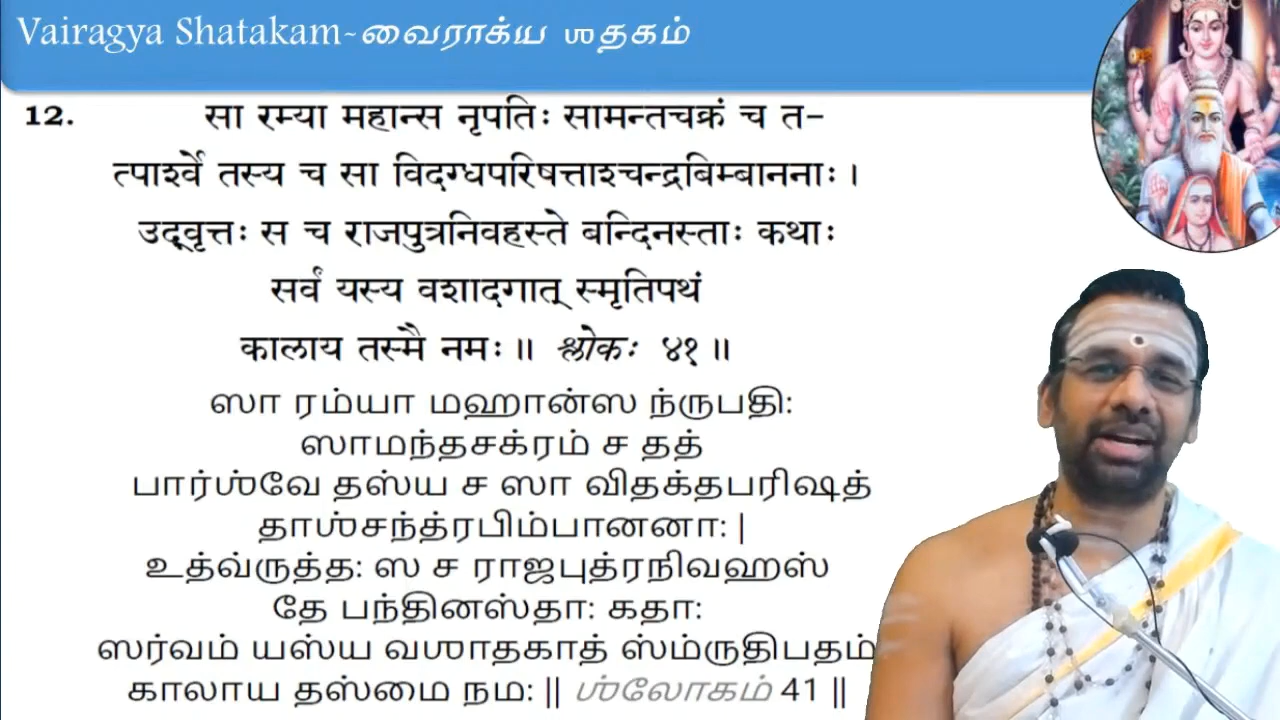 Vairagya Shatakam-வைராக்ய ஶதகம்
12. सा रम्या महान्स नृपतिः सामन्तचक्रं च त-
त्पार्श्वे तस्य च सा विदग्धपरिषत्ताश्चन्द्रबिम्बाननाः ।
उद्वृत्तः स च राजपुत्रनिवहस्ते बन्दिनस्ताः कथाः
सर्वं यस्य वशादगात् स्मृतिपथं
कालाय तस्मै नमः ॥ श्लोकः ४१ ॥
ஸா ரம்யா மஹான்ஸ ந்ருபதி:
ஸாமந்தசக்ரம் ச தத்
பார்ஶ்வே தஸ்ய ச ஸா விதக்தபரிஷத்
தாஶ்சந்த்ரபிம்பானனா: |
உத்வ்ருத்த: ஸ ச ராஜபுத்ரநிவஹஸ்
தே பந்தினஸ்தா: கதா:
ஸர்வம் யஸ்ய வஶாதகாத் ஸ்ம்ருதிபதம்
காலாய தஸ்மை நம: || ஶ்லோகம் 41 ||